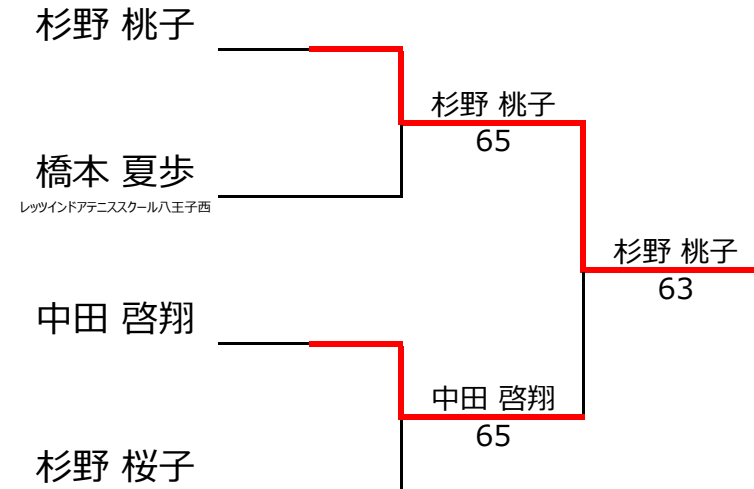 杉野 桃子
杉野 桃子
65
橋本 夏歩
レッツインドアテニススクール八王子西
杉野 桃子
63
中田 啓翔
中田 啓翔
65
杉野 桜子